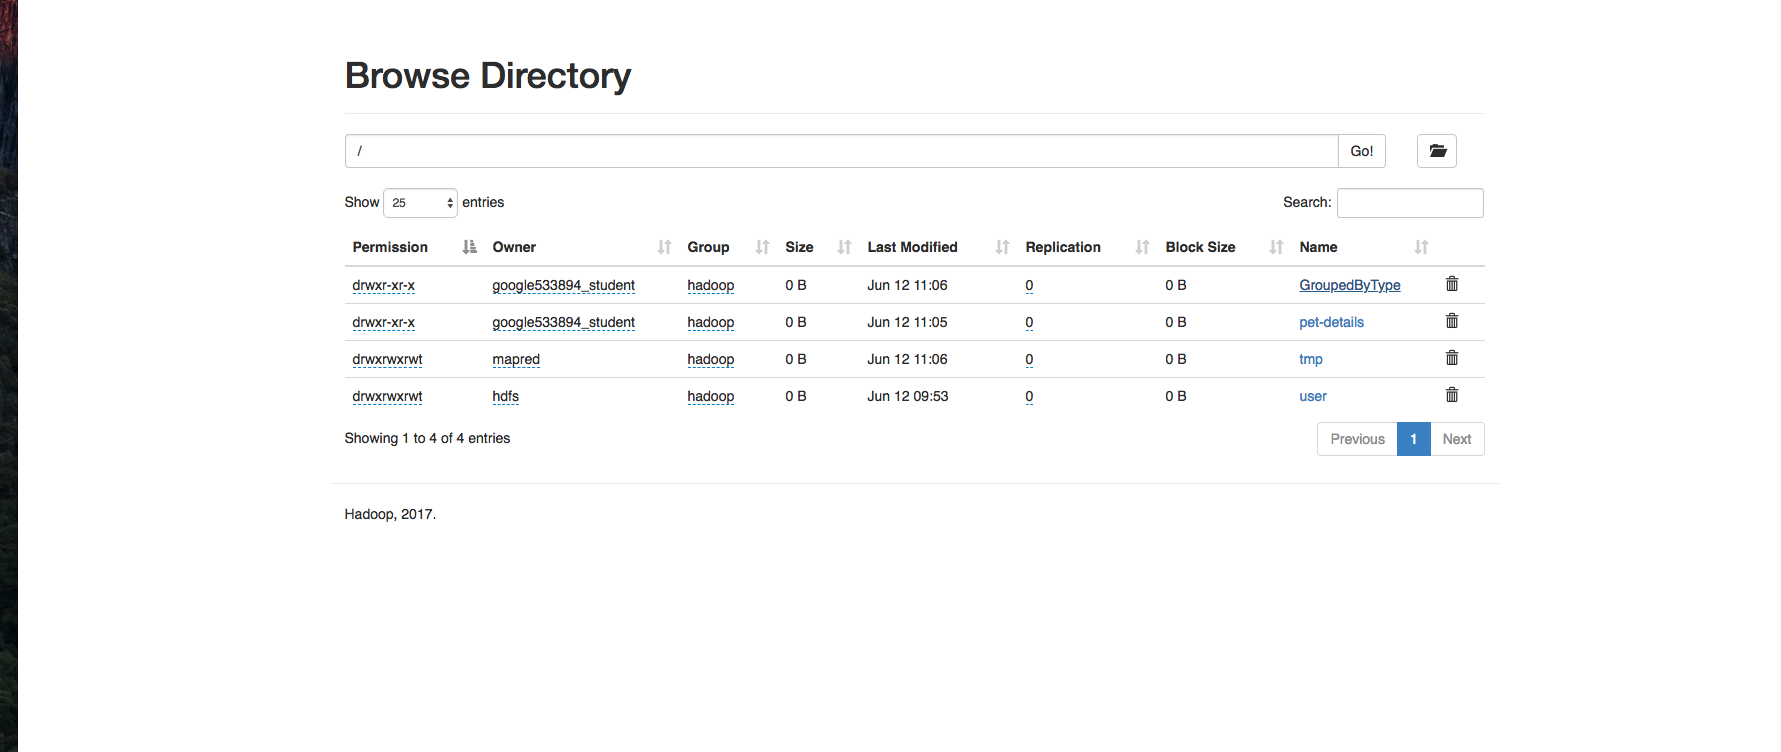 Browse Directory
/ Go!
Show 25 entries Search:
Permission Owner Group Size Last Modified Replication Block Size Name
drwxr-xr-x google533894_student hadoop 0 B Jun 12 11:06 0 0 B GroupedByType
drwxr-xr-x google533894_student hadoop 0 B Jun 12 11:05 0 0 B pet-details
drwxrwxrwt mapred hadoop 0 B Jun 12 11:06 0 0 B tmp
drwxrwxrwt hdfs hadoop 0 B Jun 12 09:53 0 0 B user
Showing 1 to 4 of 4 entries Previous 1 Next
Hadoop, 2017.